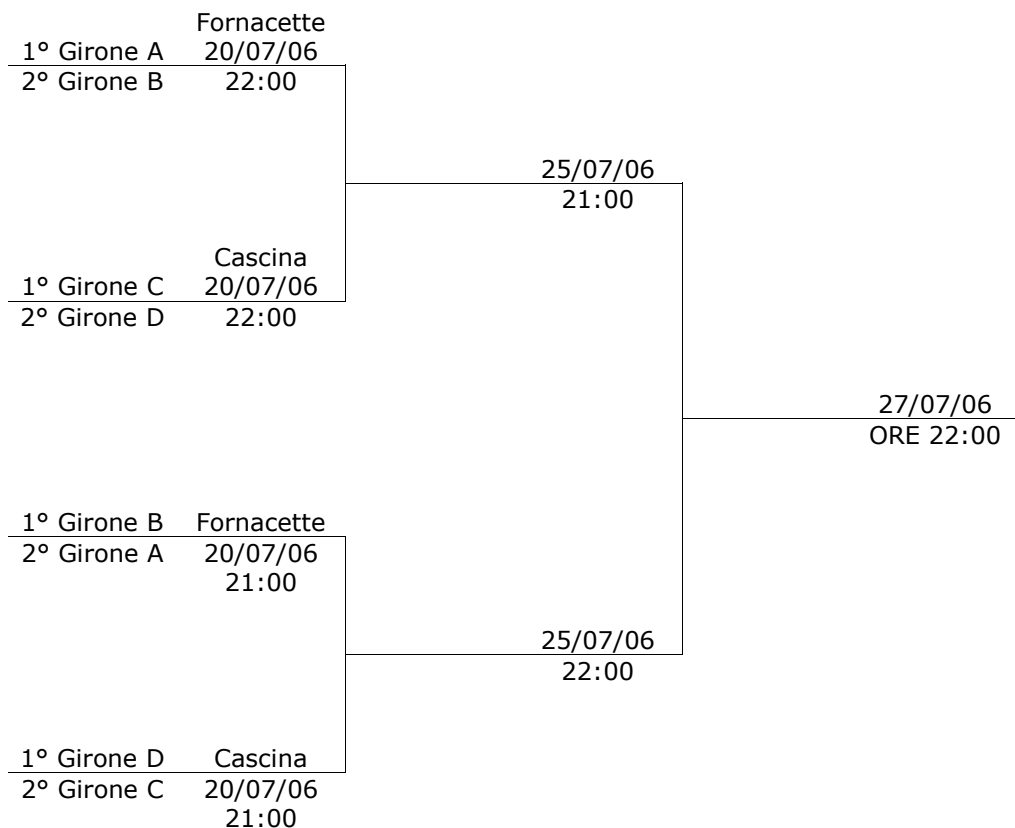 Fornacette
1° Girone A 20/07/06
2° Girone B 22:00
25/07/06
21:00
Cascina
1° Girone C 20/07/06
2° Girone D 22:00
27/07/06
ORE 22:00
1° Girone B Fornacette
2° Girone A 20/07/06
21:00
25/07/06
22:00
1° Girone D Cascina
2° Girone C 20/07/06
21:00